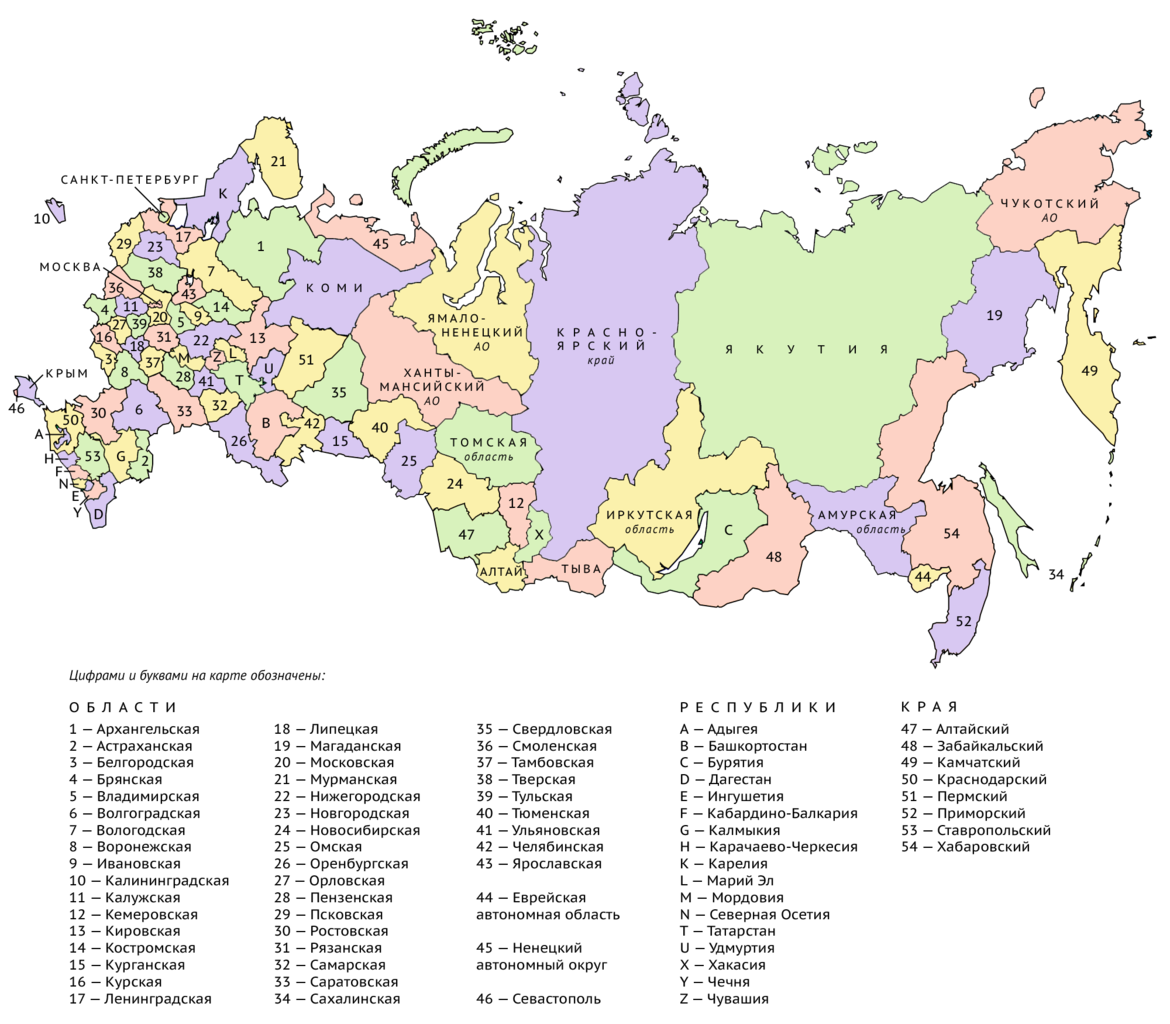 САНКТ-ПЕТЕРБУРГ
21
К
10
ЧУКОТСКИЙ
АО
29
23
17
1
45
МОСКВА
38
7
КОМИ
36
43
4
11
20
5
9
14
27
39
ЯМАЛО-
НЕНЕЦКИЙ
АО
КРАСНО-
ЯРСКИЙ
край
ЯКУТИЯ
19
16
31
22
13
18
3
37
M
Z
L
51
U
8
28
41
T
35
ХАНТЫ-
МАНСИЙСКИЙ
АО
49
КРЫМ
46
50
30
6
33
32
B
42
40
A
26
15
ТОМСКАЯ
область
H
53
G
2
25
F
N
E
Y
D
24
12
47
X
ИРКУТСКАЯ
область
C
АМУРСКАЯ
область
54
АЛТАЙ
ТЫВА
48
44
34
52
Цифрами и буквами на карте обозначены:
ОБЛАСТИ
1 – Архангельская
2 – Астраханская
3 – Белгородская
4 – Брянская
5 – Владимирская
6 – Волгоградская
7 – Вологодская
8 – Воронежская
9 – Ивановская
10 – Калининградская
11 – Калужская
12 – Кемеровская
13 – Кировская
14 – Костромская
15 – Курганская
16 – Курская
17 – Ленинградская
18 – Липецкая
19 – Магаданская
20 – Московская
21 – Мурманская
22 – Нижегородская
23 – Новгородская
24 – Новосибирская
25 – Омская
26 – Оренбургская
27 – Орловская
28 – Пензенская
29 – Псковская
30 – Ростовская
31 – Рязанская
32 – Самарская
33 – Саратовская
34 – Сахалинская
35 – Свердловская
36 – Смоленская
37 – Тамбовская
38 – Тверская
39 – Тульская
40 – Тюменская
41 – Ульяновская
42 – Челябинская
43 – Ярославская
44 – Еврейская
автономная область
45 – Ненецкий
автономный округ
46 – Севастополь
РЕСПУБЛИКИ
A – Адыгея
B – Башкортостан
C – Бурятия
D – Дагестан
E – Ингушетия
F – Кабардино-Балкария
G – Калмыкия
H – Карачаево-Черкесия
K – Карелия
L – Марий Эл
M – Мордовия
N – Северная Осетия
T – Татарстан
U – Удмуртия
X – Хакасия
Y – Чечня
Z – Чувашия
КРАЯ
47 – Алтайский
48 – Забайкальский
49 – Камчатский
50 – Краснодарский
51 – Пермский
52 – Приморский
53 – Ставропольский
54 – Хабаровский